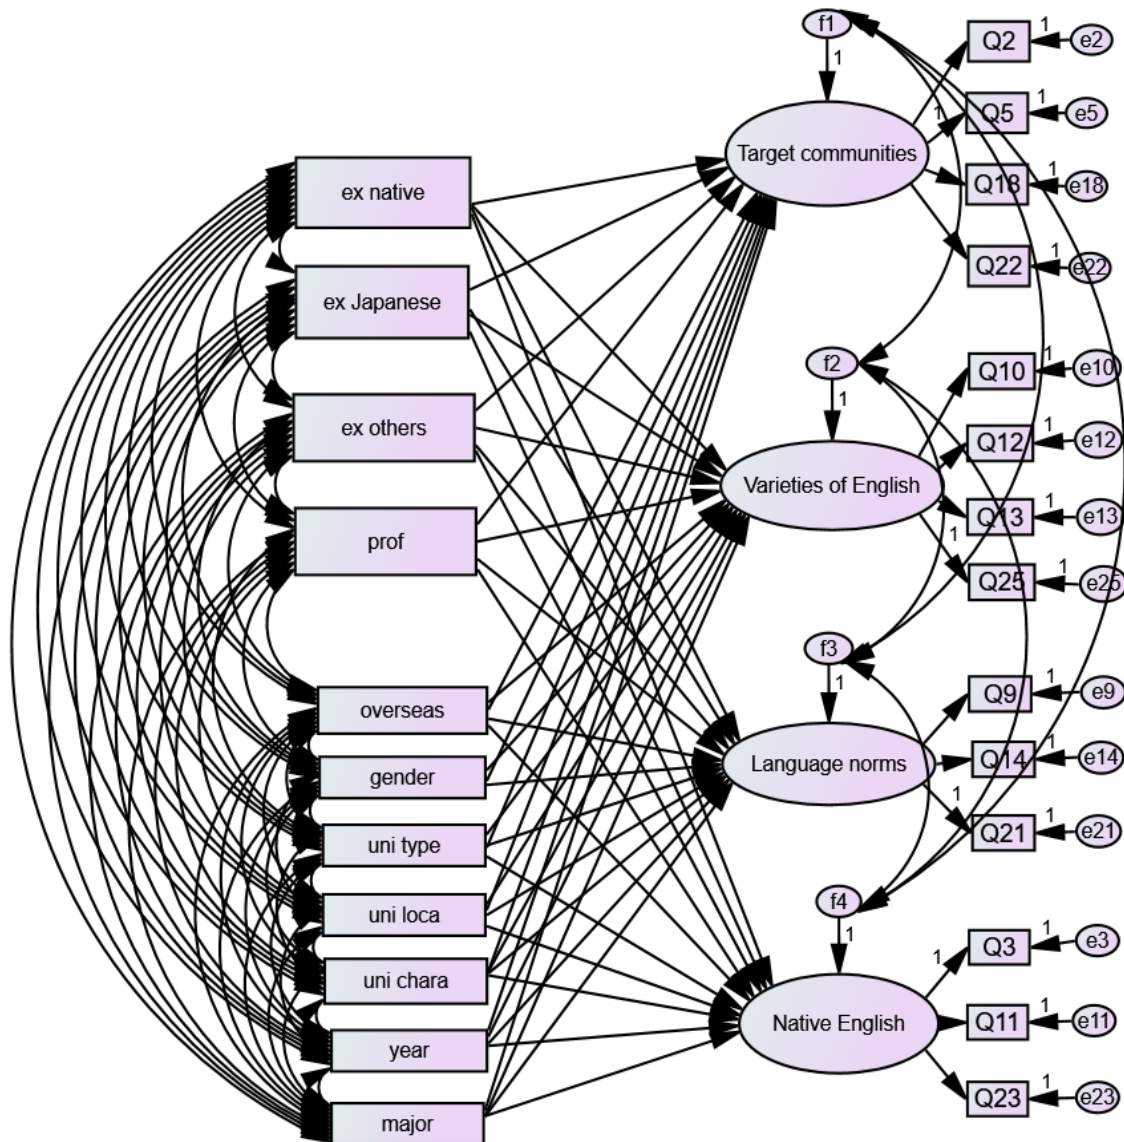 f1
1
Q2
1
e2
Target communities
1
Q5
1
e5
Q18
1
e18
Q22
1
e22
ex native
ex Japanese
ex others
prof
overseas
gender
uni type
uni loca
uni chara
year
major
f2
1
Varieties of English
Q10
1
e10
Q12
1
e12
Q13
1
e13
1
Q25
1
e25
f3
1
Language norms
Q9
1
e9
Q14
1
e14
1
Q21
1
e21
f4
1
Native English
1
Q3
1
e3
Q11
1
e11
Q23
1
e23